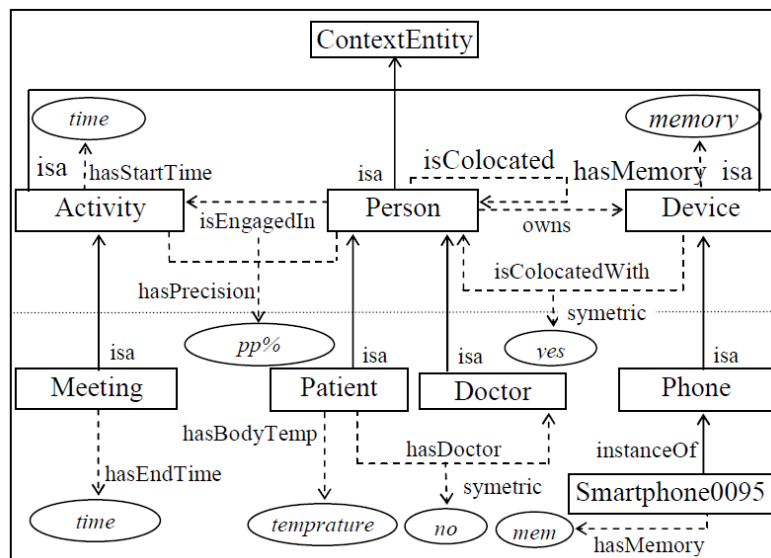 ContextEntity
time
memory
isa
hasStartTime
isa
isColocated
hasMemory
isa
Activity
isEngagedIn
Person
owns
Device
isColocatedWith
hasPrecision
symetric
pp%
yes
isa
isa
isa
isa
Meeting
Patient
Doctor
Phone
hasBodyTemp
hasDoctor
instanceOf
hasEndTime
symetric
Smartphone0095
time
temprature
no
mem
hasMemory